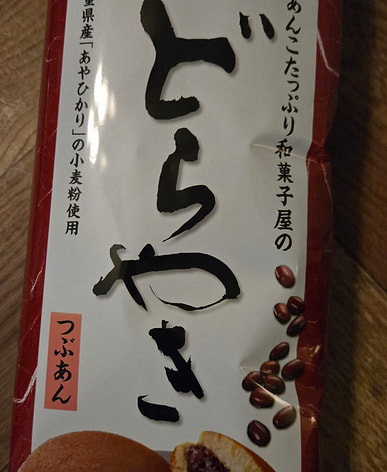 あんこたっぷり和菓子屋の
どらやき
重県産「あやひかり」の小麦粉使用
つぶあん